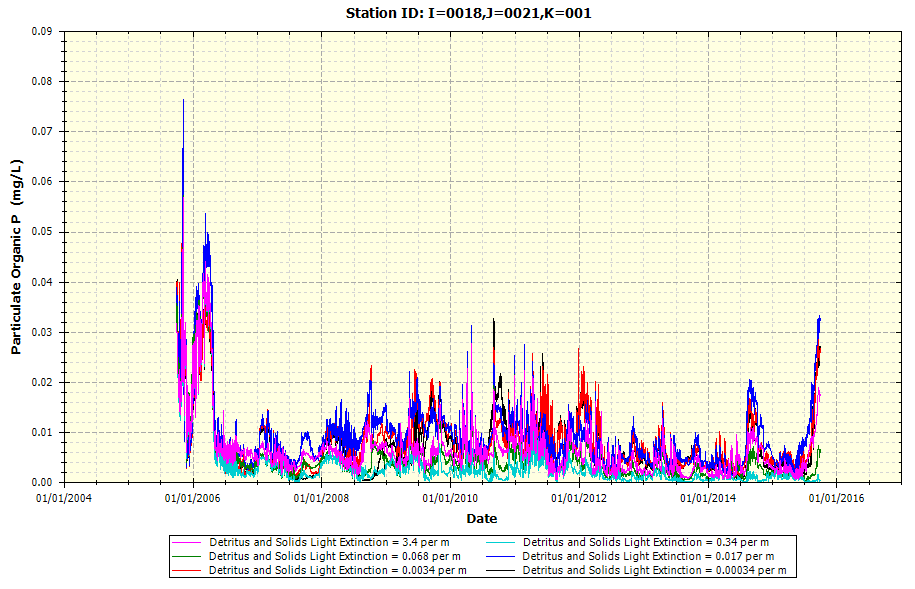 Station ID: I=0018,J=0021,K=001
Particulate Organic P (mg/L)
0.09
0.08
0.07
0.06
0.05
0.04
0.03
0.02
0.01
0.00
01/01/2004 01/01/2006 01/01/2008 01/01/2010 01/01/2012 01/01/2014 01/01/2016
Date
Detritus and Solids Light Extinction = 3.4 per m Detritus and Solids Light Extinction = 0.34 per m
Detritus and Solids Light Extinction = 0.068 per m Detritus and Solids Light Extinction = 0.017 per m
Detritus and Solids Light Extinction = 0.0034 per m Detritus and Solids Light Extinction = 0.00034 per m